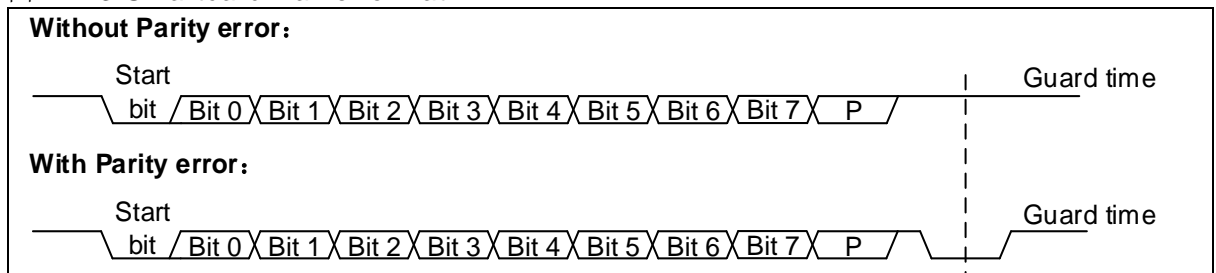 Without Parity error：
Start
bit Bit 0 Bit 1 Bit 2 Bit 3 Bit 4 Bit 5 Bit 6 Bit 7 P Guard time
With Parity error：
Start
bit Bit 0 Bit 1 Bit 2 Bit 3 Bit 4 Bit 5 Bit 6 Bit 7 P Guard time